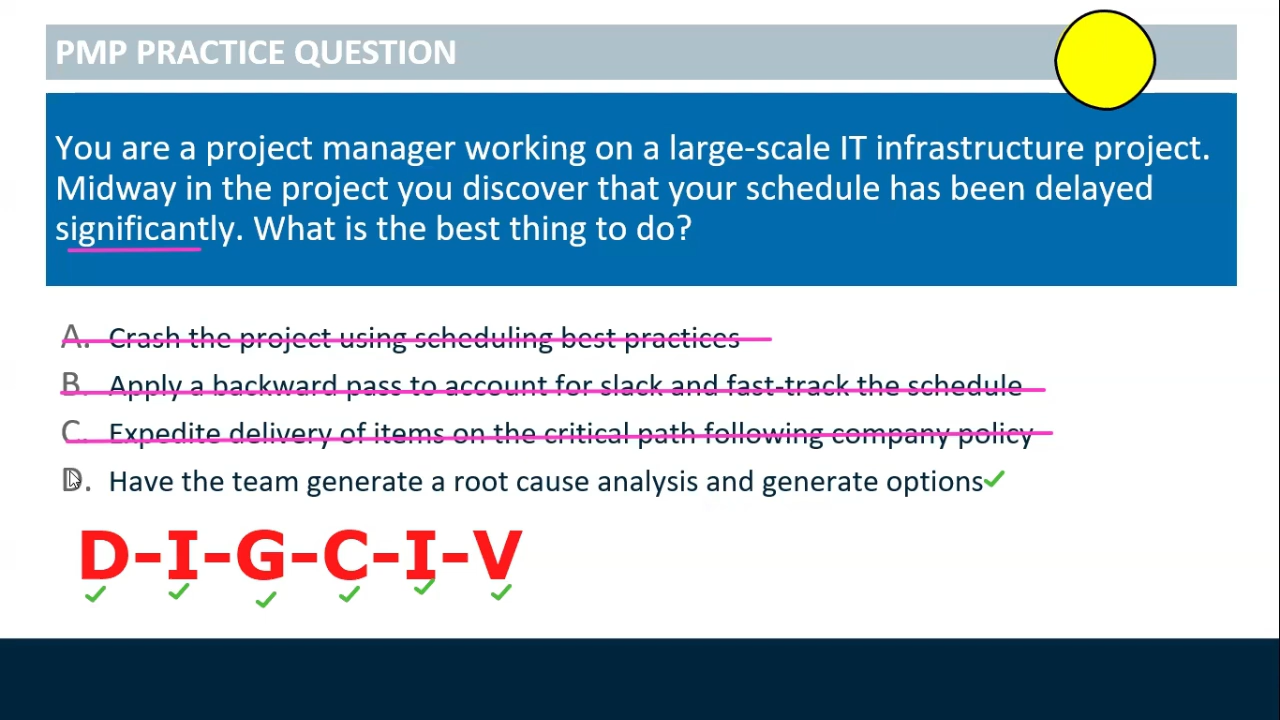 PMP PRACTICE QUESTION
You are a project manager working on a large-scale IT infrastructure project.
Midway in the project you discover that your schedule has been delayed
significantly. What is the best thing to do?
A. Crash the project using scheduling best practices
B. Apply a backward pass to account for slack and fast-track the schedule
C. Expedite delivery of items on the critical path following company policy
D. Have the team generate a root cause analysis and generate options
D-I-G-C-I-V